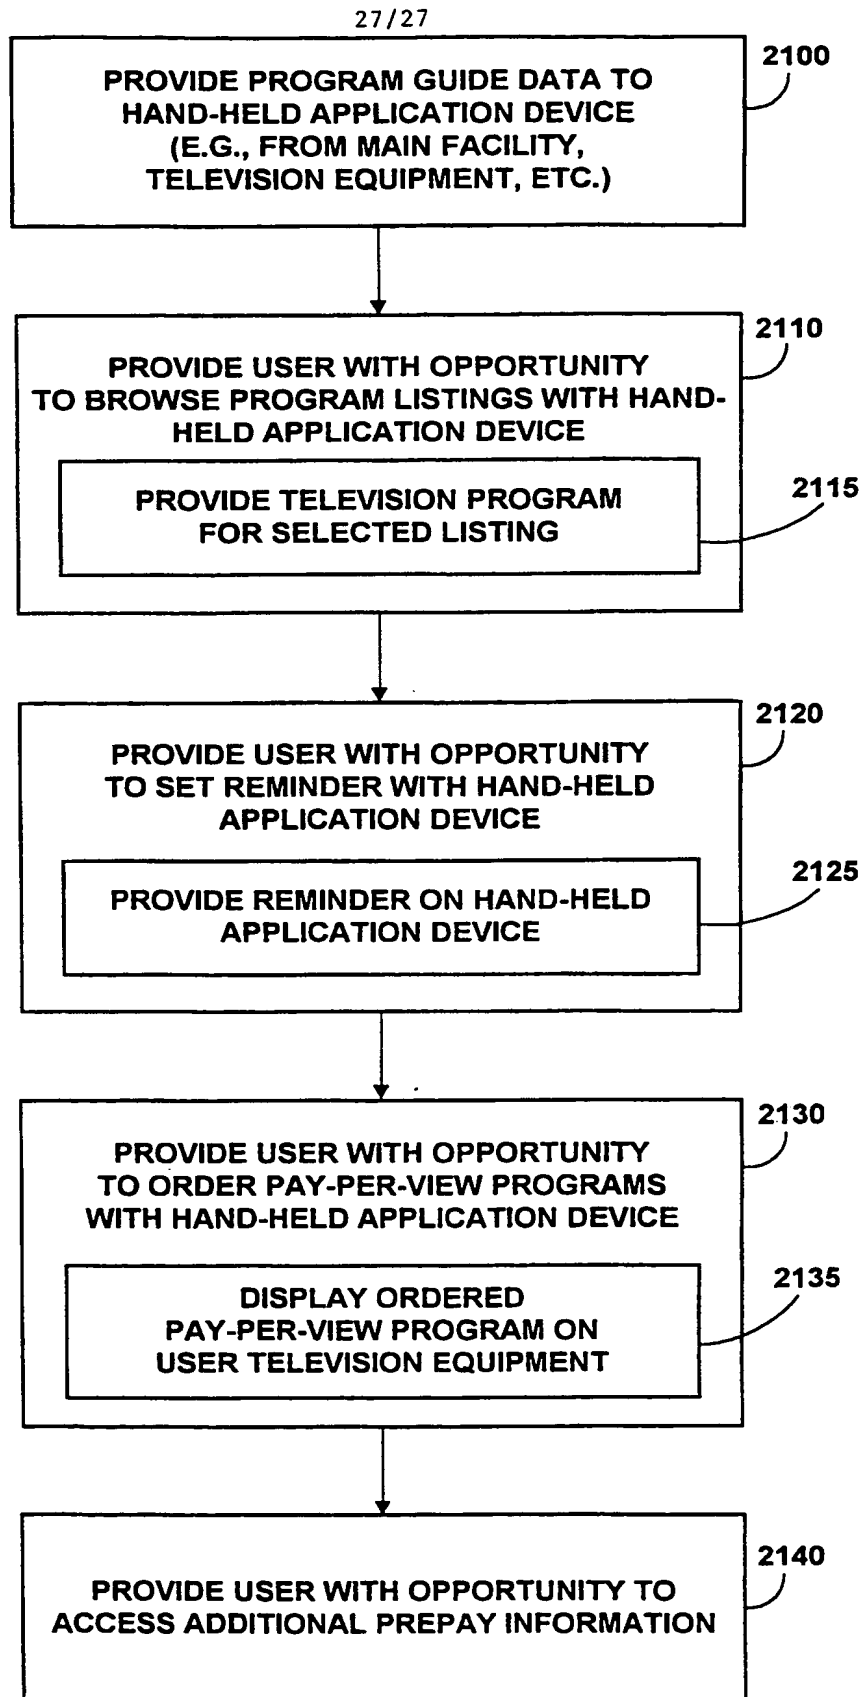 27/27
2100
PROVIDE PROGRAM GUIDE DATA TO
HAND-HELD APPLICATION DEVICE
(E.G., FROM MAIN FACILITY,
TELEVISION EQUIPMENT, ETC.)
2110
PROVIDE USER WITH OPPORTUNITY
TO BROWSE PROGRAM LISTINGS WITH HAND-
HELD APPLICATION DEVICE
2115
PROVIDE TELEVISION PROGRAM
FOR SELECTED LISTING
2120
PROVIDE USER WITH OPPORTUNITY
TO SET REMINDER WITH HAND-HELD
APPLICATION DEVICE
2125
PROVIDE REMINDER ON HAND-HELD
APPLICATION DEVICE
2130
PROVIDE USER WITH OPPORTUNITY
TO ORDER PAY-PER-VIEW PROGRAMS
WITH HAND-HELD APPLICATION DEVICE
2135
DISPLAY ORDERED
PAY-PER-VIEW PROGRAM ON
USER TELEVISION EQUIPMENT
2140
PROVIDE USER WITH OPPORTUNITY TO
ACCESS ADDITIONAL PREPAY INFORMATION